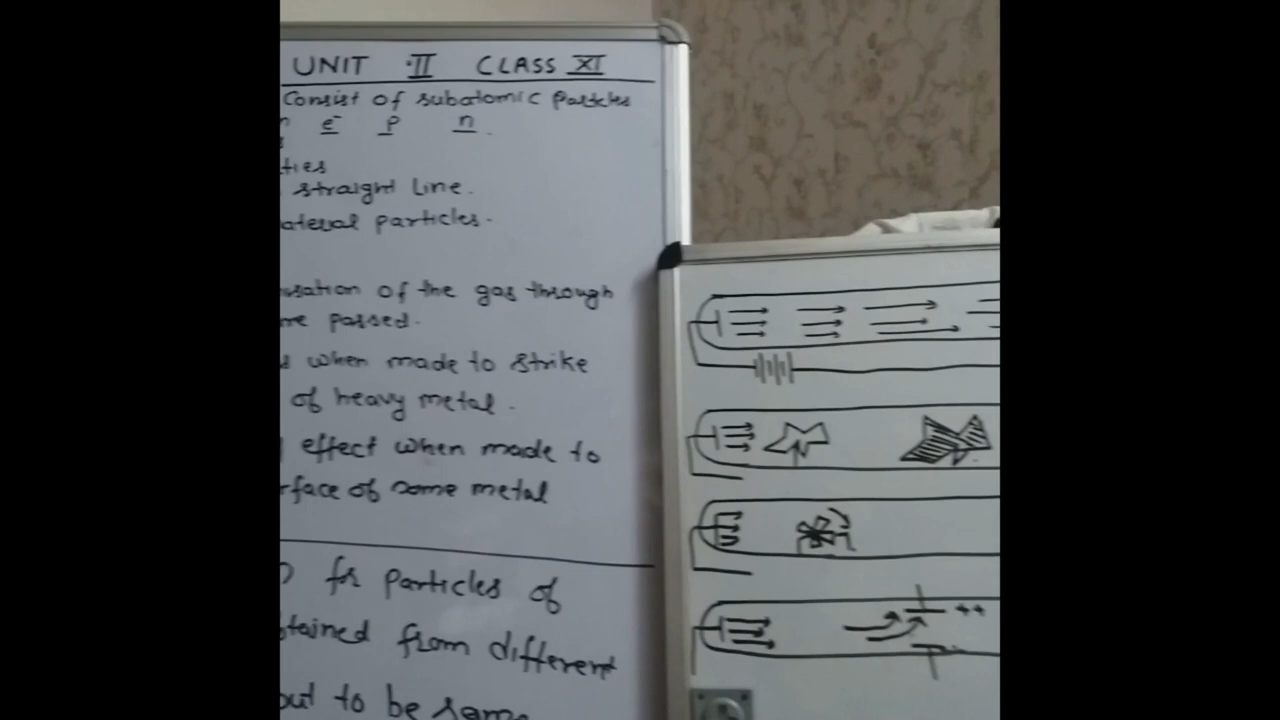 UNIT II CLASS XI
Consist of subatomic particles
e⁻ p n
ties
straight line.
aterial particles.
isation of the gas through
me passed.
s when made to strike
of heavy metal.
effect when made to
rface of some metal
for particles of
btained from different
out to be same
++